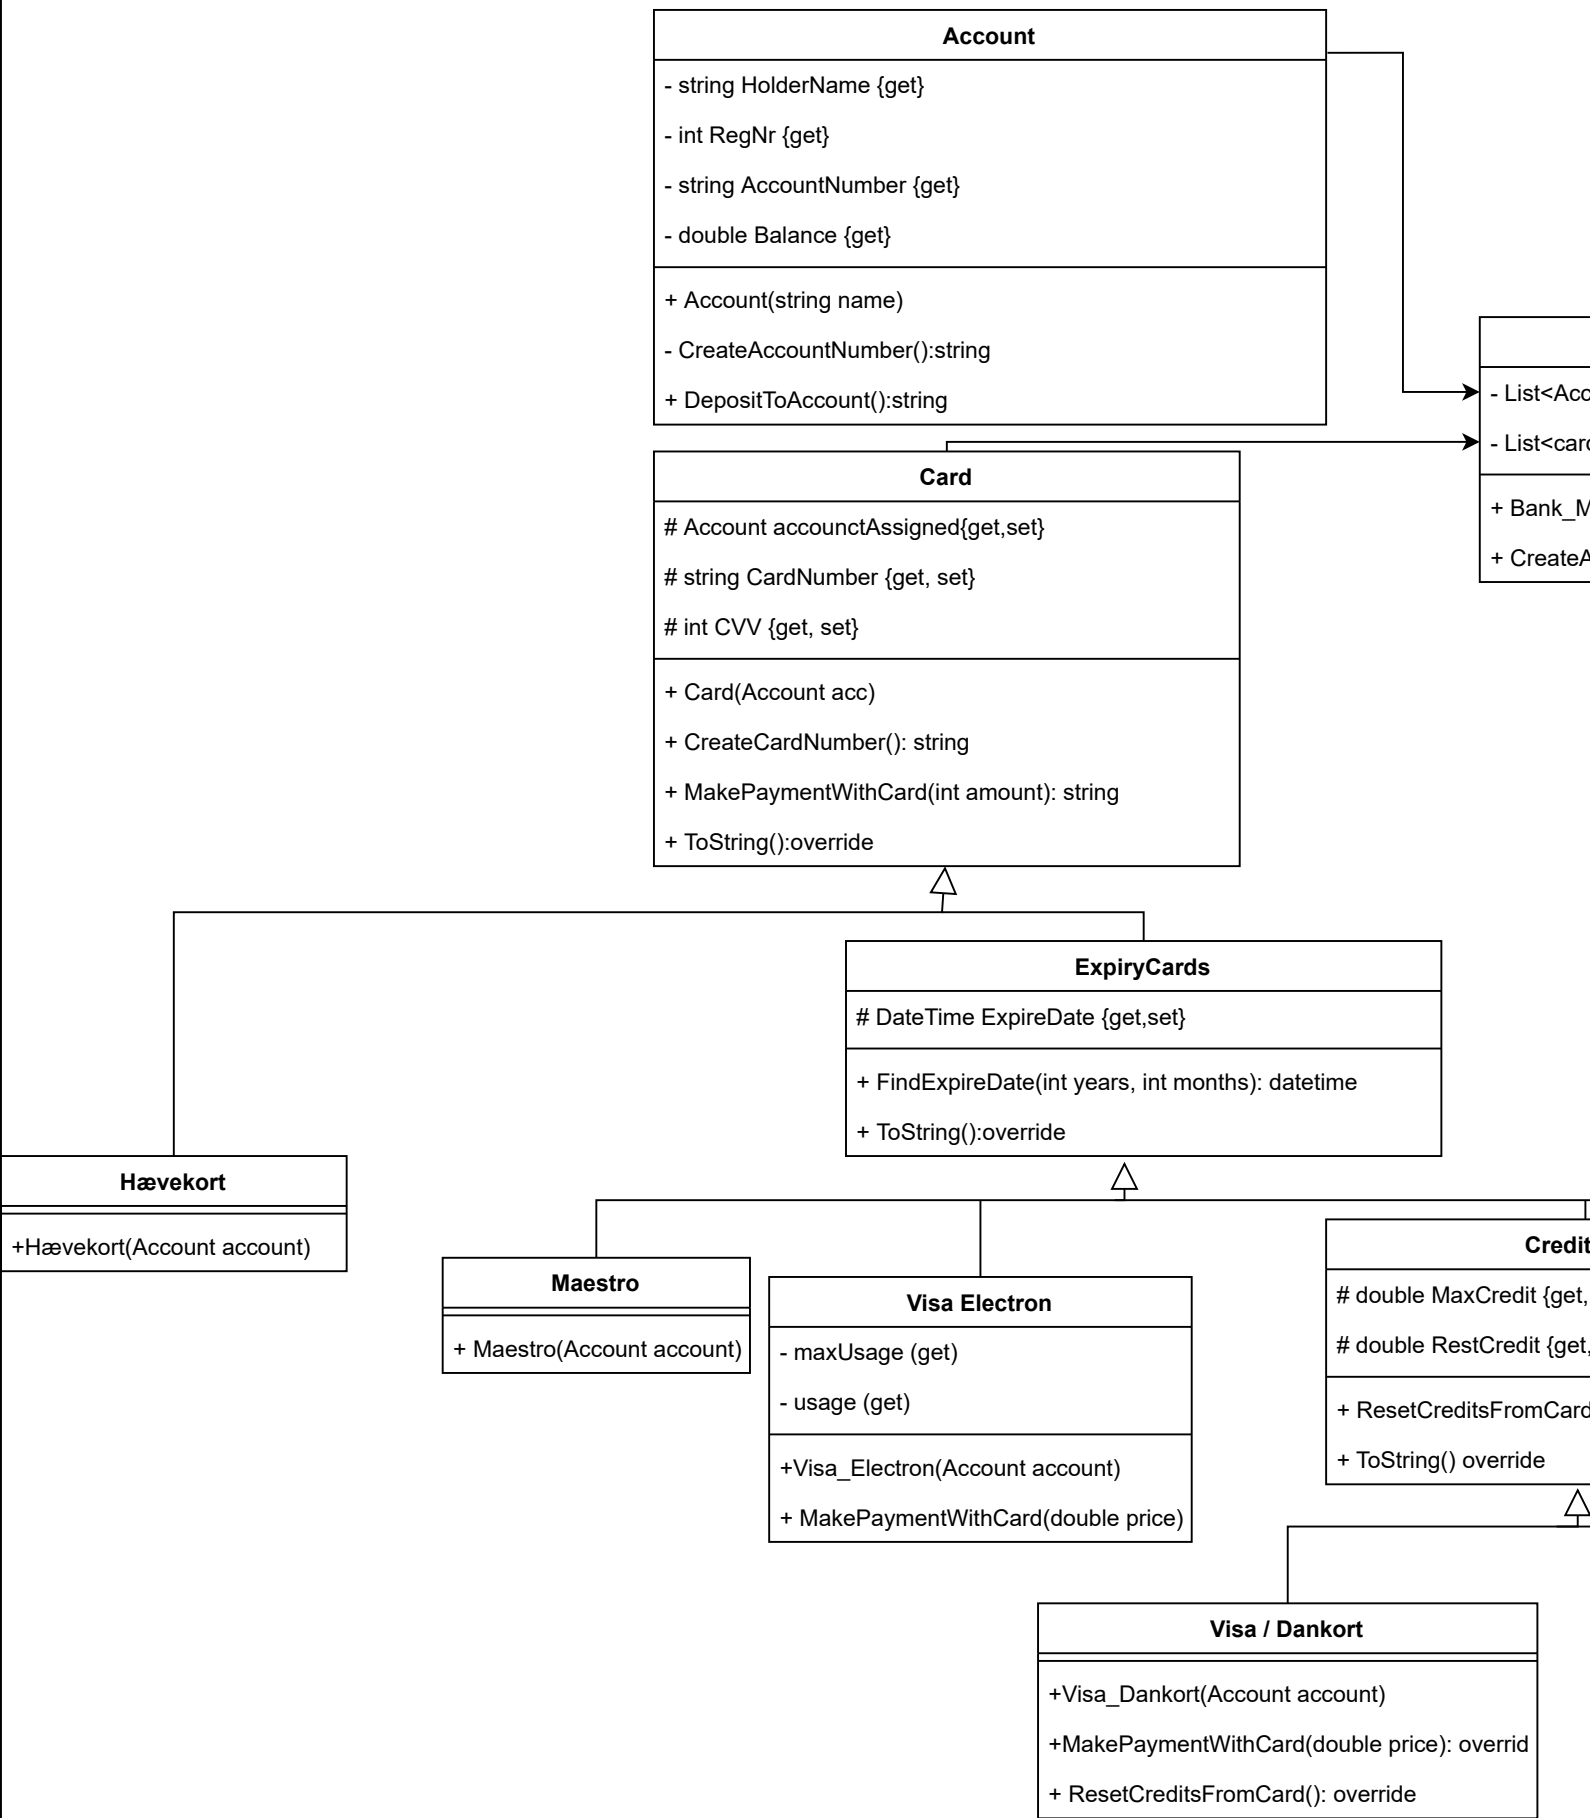 Account
- string HolderName {get}
- int RegNr {get}
- string AccountNumber {get}
- double Balance {get}
+ Account(string name)
- CreateAccountNumber():string
+ DepositToAccount():string
- List<Acc
- List<card
+ Bank_M
+ CreateA
Card
# Account accounctAssigned{get,set}
# string CardNumber {get, set}
# int CVV {get, set}
+ Card(Account acc)
+ CreateCardNumber(): string
+ MakePaymentWithCard(int amount): string
+ ToString():override
ExpiryCards
# DateTime ExpireDate {get,set}
+ FindExpireDate(int years, int months): datetime
+ ToString():override
Hævekort
+Hævekort(Account account)
Maestro
+ Maestro(Account account)
Visa Electron
- maxUsage (get)
- usage (get)
+Visa_Electron(Account account)
+ MakePaymentWithCard(double price)
Credit
# double MaxCredit {get,
# double RestCredit {get,
+ ResetCreditsFromCard
+ ToString() override
Visa / Dankort
+Visa_Dankort(Account account)
+MakePaymentWithCard(double price): overrid
+ ResetCreditsFromCard(): override